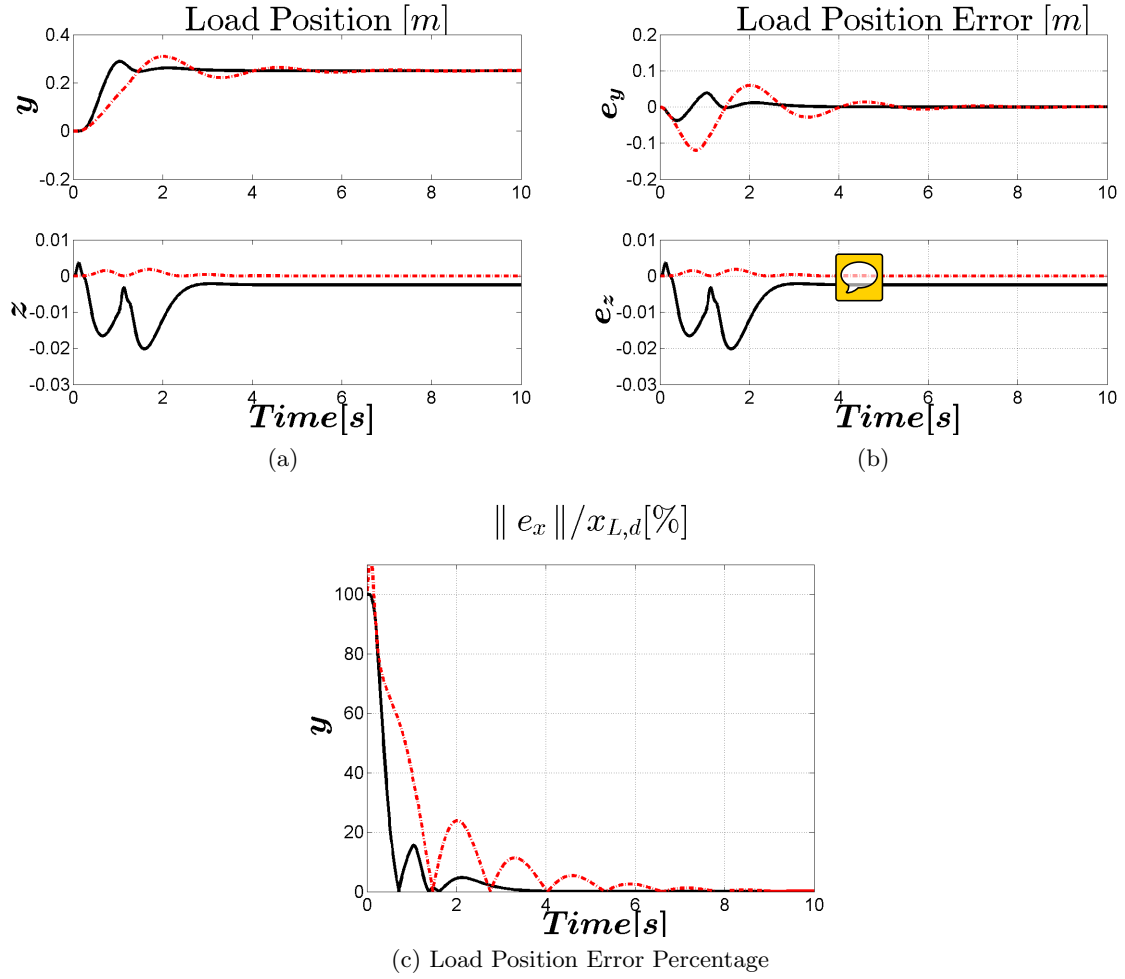 Load Position [m]
0.4
0.2
0
-0.2
y
0 2 4 6 8 10
0.01
0
-0.01
-0.02
-0.03
z
0 2 4 6 8 10
Time[s]
(a)
Load Position Error [m]
0.2
0.1
0
-0.1
-0.2
e_y
0 2 4 6 8 10
0.01
0
-0.01
-0.02
-0.03
e_z
0 2 4 6 8 10
Time[s]
(b)
‖ e_x ‖/x_{L,d}[%]
100
80
60
40
20
0
y
0 2 4 6 8 10
Time[s]
(c) Load Position Error Percentage